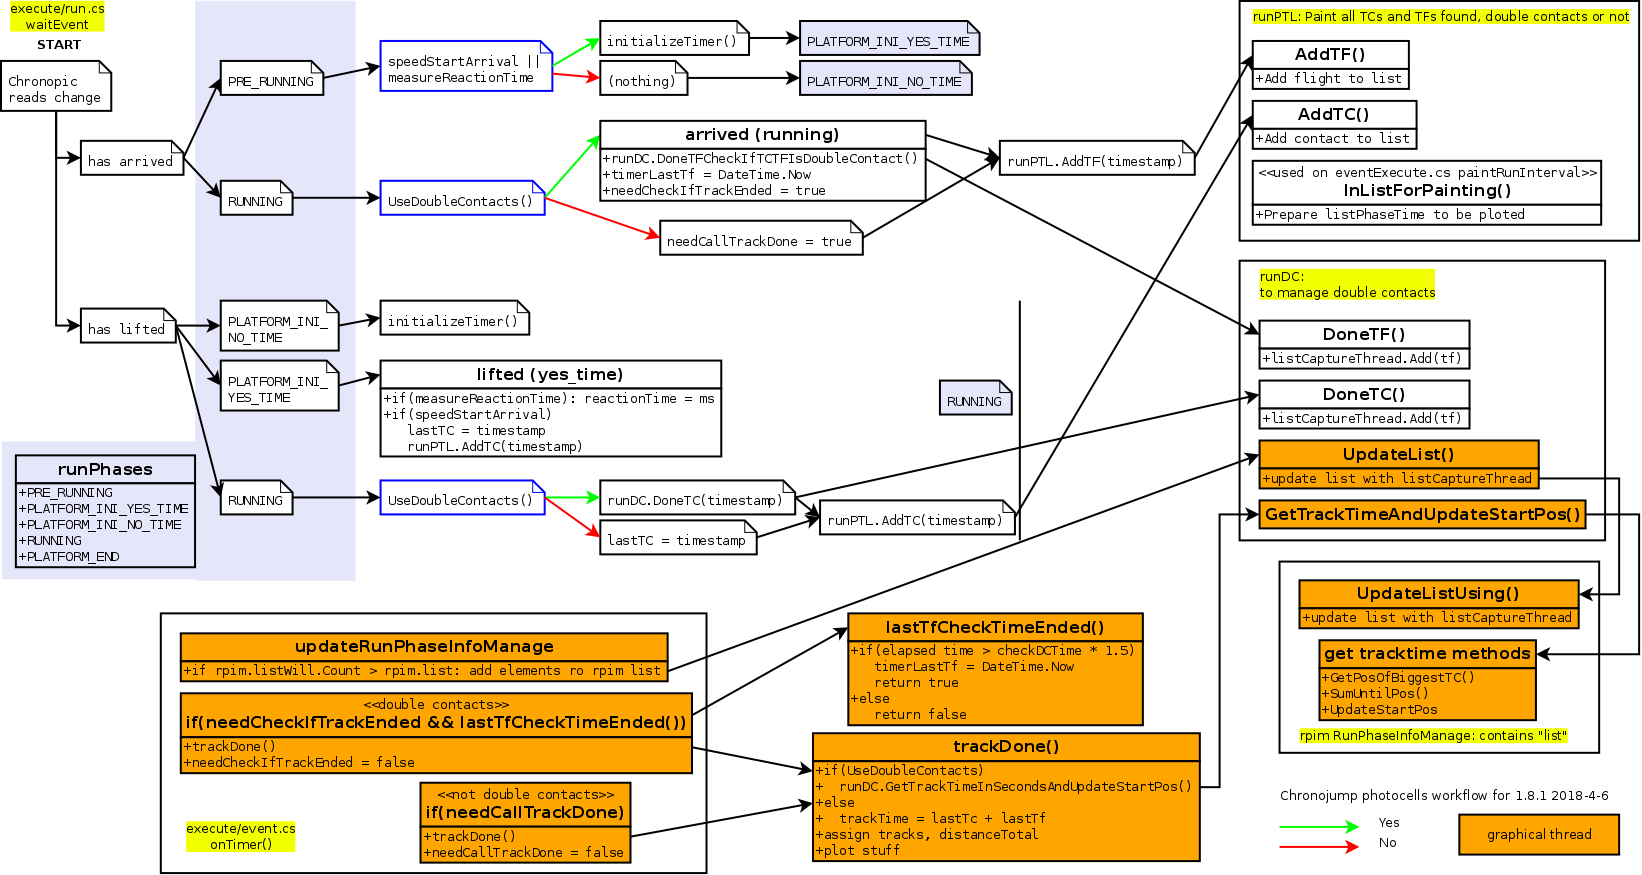 execute/run.cs
waitEvent
START
Chronopic
reads change
has arrived
has lifted
PRE_RUNNING
RUNNING
speedStartArrival ||
measureReactionTime
initializeTimer()
(nothing)
PLATFORM_INI_YES_TIME
PLATFORM_INI_NO_TIME
UseDoubleContacts()
arrived (running)
+runDC.DoneTFCheckIfTCTFIsDoubleContact()
+timerLastTf = DateTime.Now
+needCheckIfTrackEnded = true
needCallTrackDone = true
runPTL.AddTF(timestamp)
PLATFORM_INI_
NO_TIME
initializeTimer()
PLATFORM_INI_
YES_TIME
lifted (yes_time)
+if(measureReactionTime): reactionTime = ms
+if(speedStartArrival)
lastTC = timestamp
runPTL.AddTC(timestamp)
RUNNING
RUNNING
UseDoubleContacts()
runDC.DoneTC(timestamp)
lastTC = timestamp
runPTL.AddTC(timestamp)
runPhases
+PRE_RUNNING
+PLATFORM_INI_YES_TIME
+PLATFORM_INI_NO_TIME
+RUNNING
+PLATFORM_END
runPTL: Paint all TCs and TFs found, double contacts or not
AddTF()
+Add flight to list
AddTC()
+Add contact to list
<<used on eventExecute.cs paintRunInterval>>
InListForPainting()
+Prepare listPhaseTime to be ploted
runDC:
to manage double contacts
DoneTF()
+listCaptureThread.Add(tf)
DoneTC()
+listCaptureThread.Add(tf)
UpdateList()
+update list with listCaptureThread
GetTrackTimeAndUpdateStartPos()
UpdateListUsing()
+update list with listCaptureThread
get tracktime methods
+GetPosOfBiggestTC()
+SumUntilPos()
+UpdateStartPos
rpim RunPhaseInfoManage: contains "list"
updateRunPhaseInfoManage
+if rpim.listWill.Count > rpim.list: add elements ro rpim list
<<double contacts>>
if(needCheckIfTrackEnded && lastTfCheckTimeEnded())
+trackDone()
+needCheckIfTrackEnded = false
<<not double contacts>>
if(needCallTrackDone)
+trackDone()
+needCallTrackDone = false
execute/event.cs
onTimer()
lastTfCheckTimeEnded()
+if(elapsed time > checkDCTime * 1.5)
timerLastTf = DateTime.Now
return true
+else
return false
trackDone()
+if(UseDoubleContacts)
+  runDC.GetTrackTimeInSecondsAndUpdateStartPos()
+else
+  trackTime = lastTc + lastTf
+assign tracks, distanceTotal
+plot stuff
Chronojump photocells workflow for 1.8.1 2018-4-6
Yes
No
graphical thread